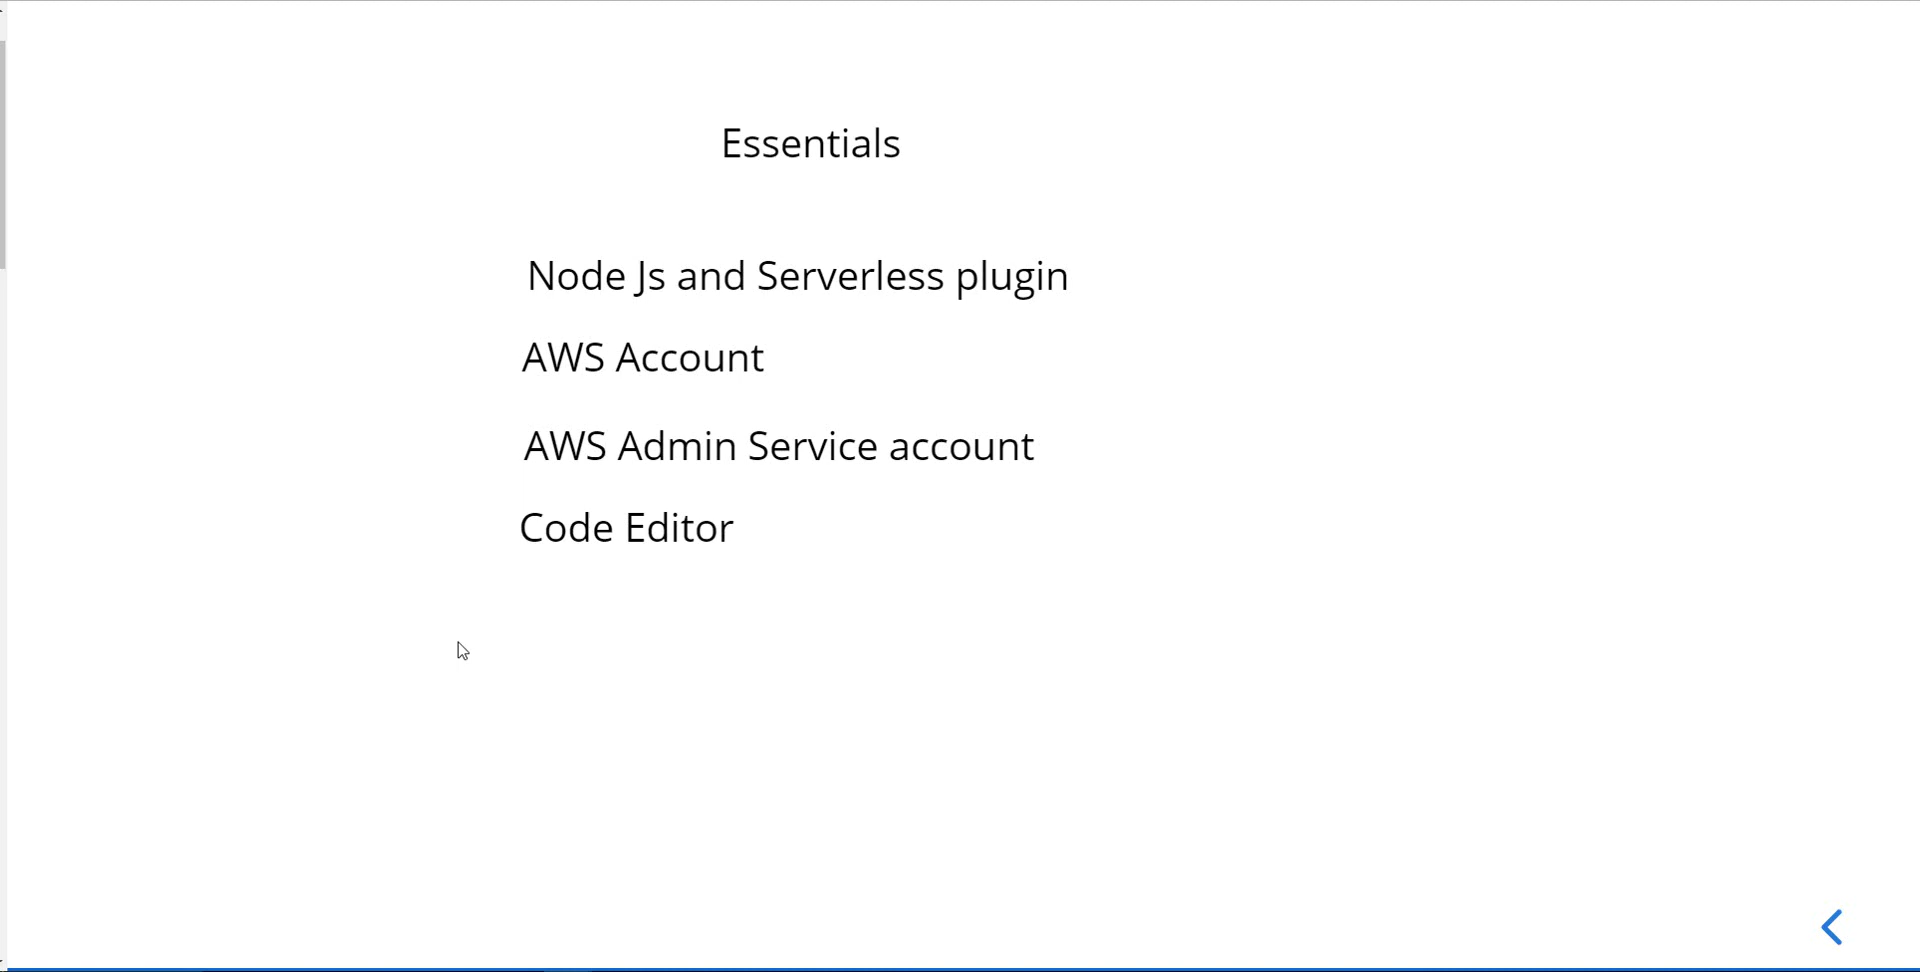 Essentials
Node Js and Serverless plugin
AWS Account
AWS Admin Service account
Code Editor